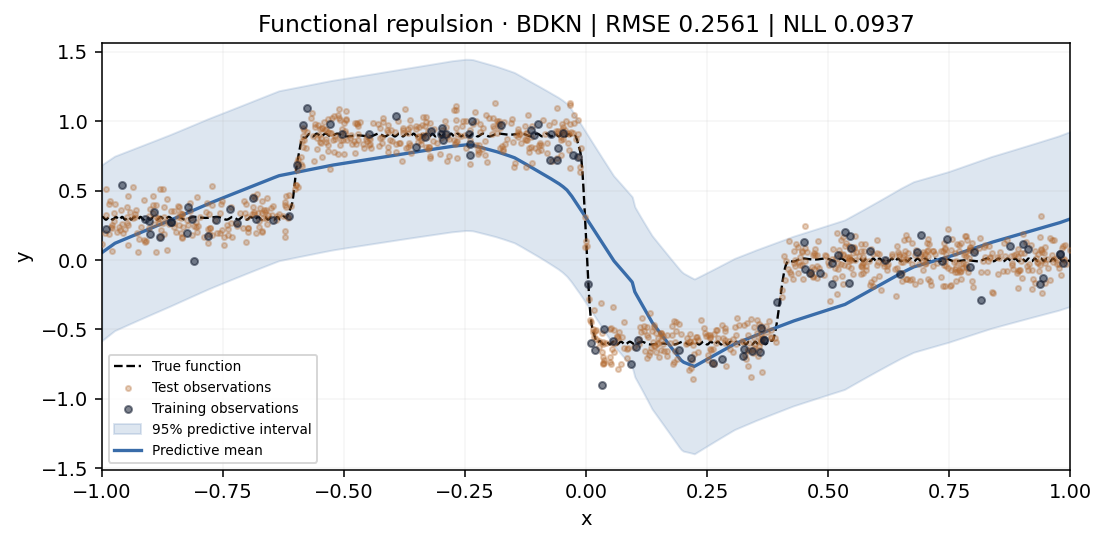 Functional repulsion · BDKN | RMSE 0.2561 | NLL 0.0937
1.5
1.0
0.5
0.0
−0.5
−1.0
−1.5
y
True function
Test observations
Training observations
95% predictive interval
Predictive mean
−1.00 −0.75 −0.50 −0.25 0.00 0.25 0.50 0.75 1.00
x